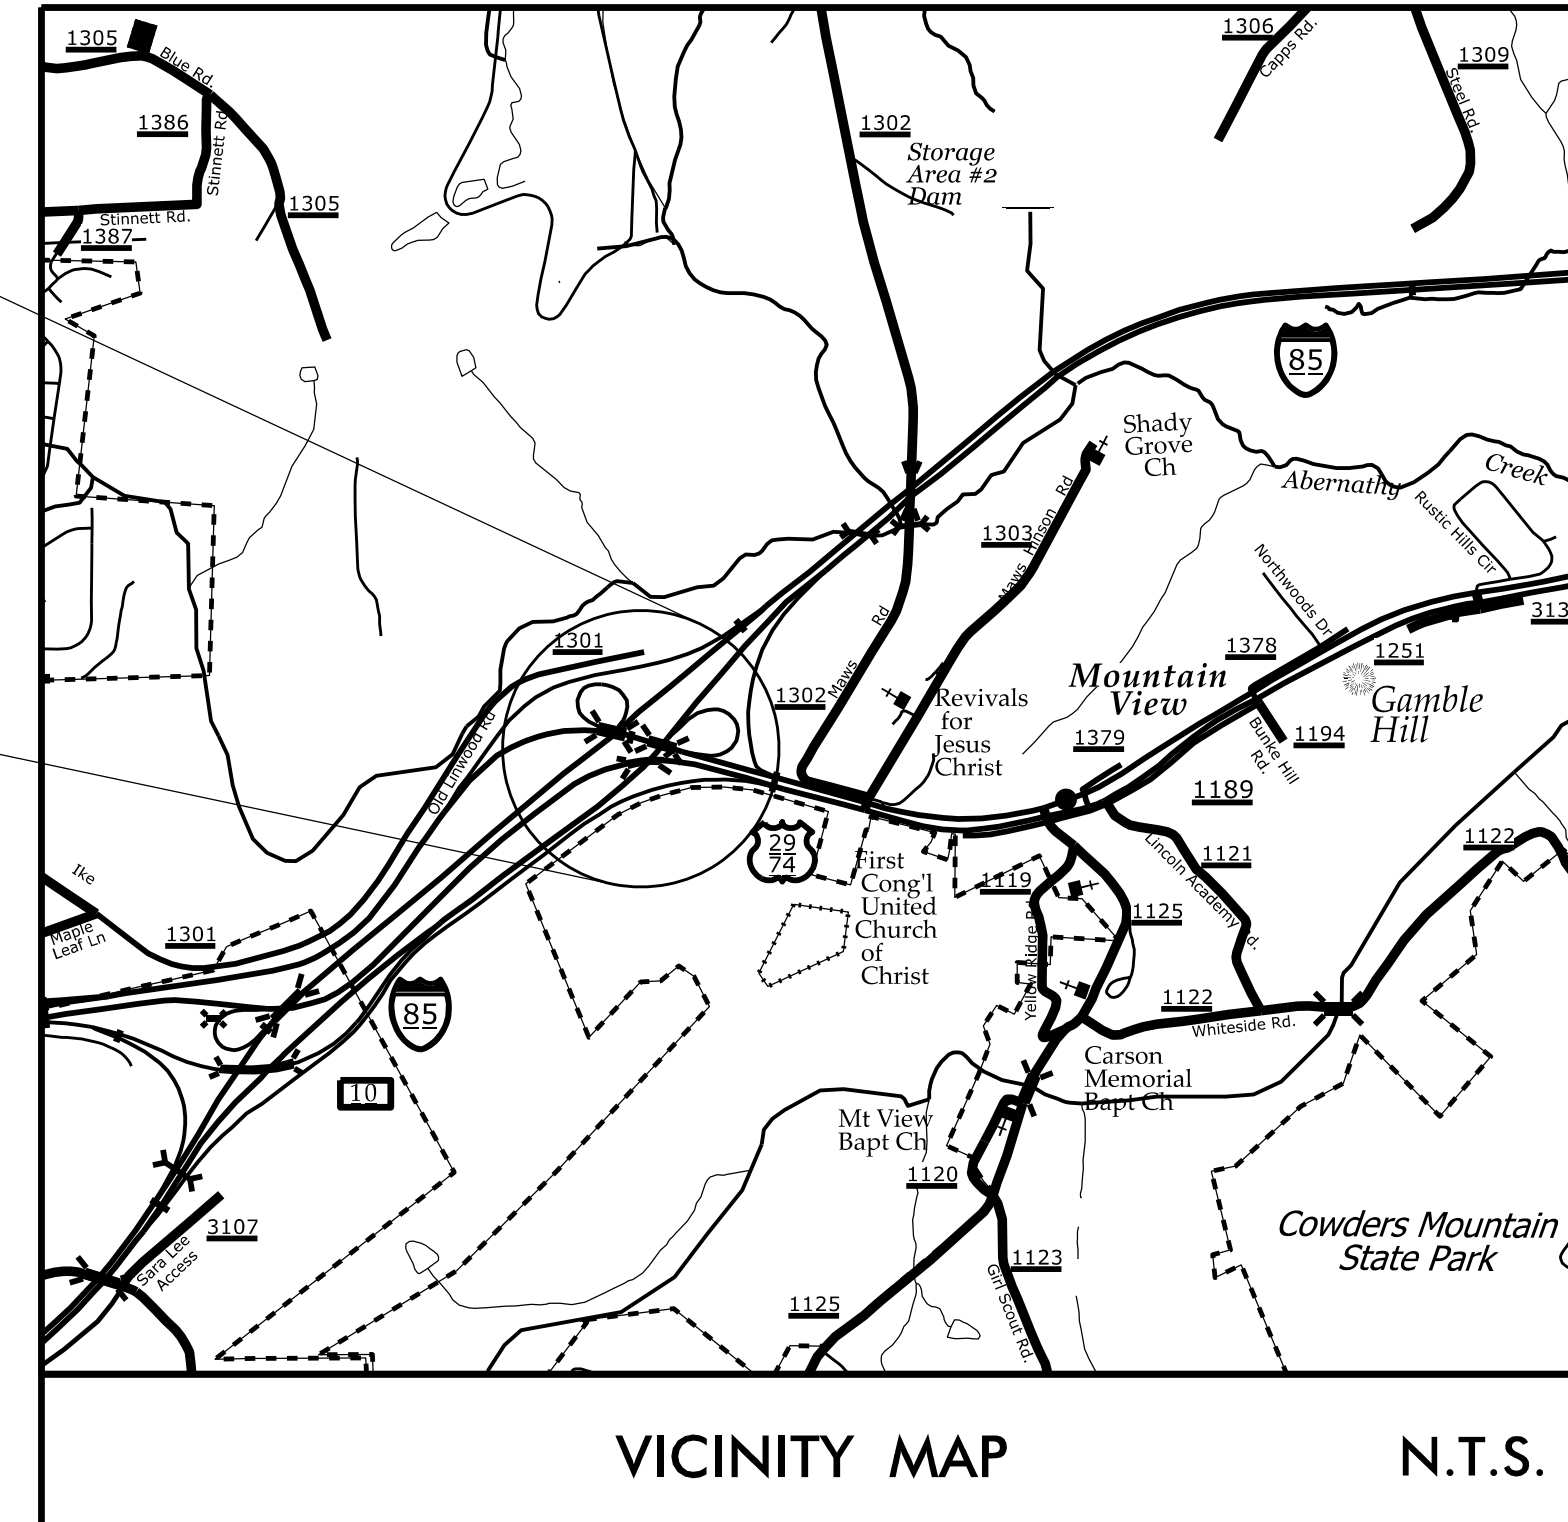 1305
Blue Rd.
1386
Stinnett Rd.
1305
Stinnett Rd.
1387
1302
Storage
Area #2
Dam
1306
Capps Rd.
1309
Steel Rd.
85
Shady
Grove
Ch
Abernathy
Creek
Rustic Hills Cir
1303
Maws Hinson Rd
Northwoods Dr
313
1378
1251
1301
Maws Rd
1302
Mountain
View
Gamble
Hill
Revivals
for
Jesus
Christ
1379
Bunke Hill
Rd.
1194
1189
Old Linwood Rd
29
74
First
Cong'l
United
Church
of
Christ
1119
Lincoln Academy Rd.
1121
1122
Ike
Maple
Leaf Ln
1301
1125
Yellow Ridge Rd
85
1122
Whiteside Rd.
10
Carson
Memorial
Bapt Ch
Mt View
Bapt Ch
1120
3107
Sara Lee
Access
Cowders Mountain
State Park
1123
Girl Scout Rd.
1125
VICINITY MAP
N.T.S.